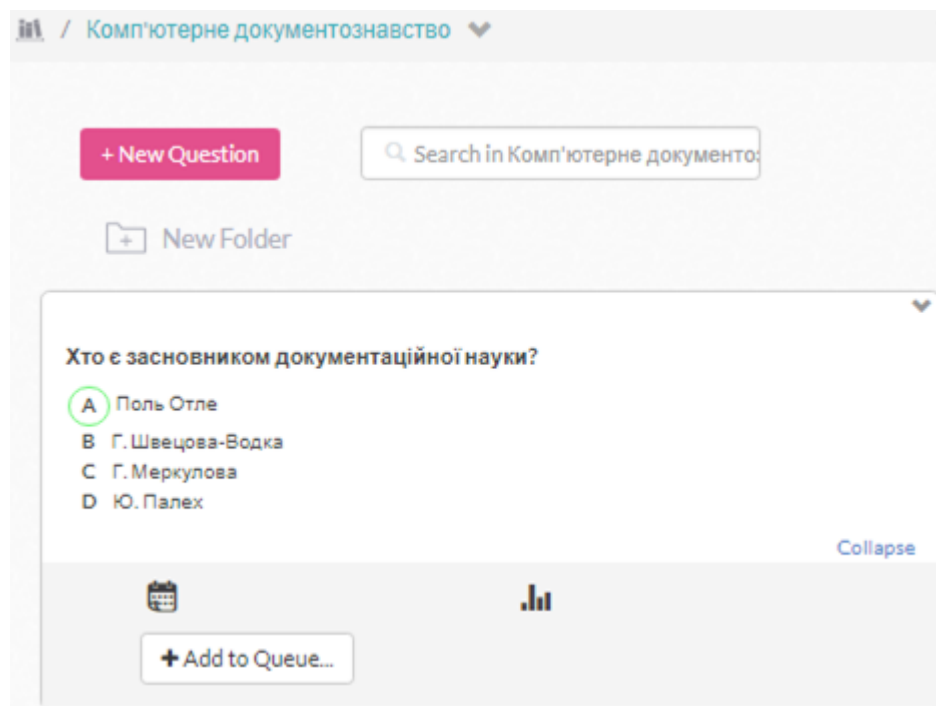 / Комп'ютерне документознавство
+ New Question
Search in Комп'ютерне документо
New Folder
Хто є засновником документаційної науки?
A Поль Отле
B Г. Швецова-Водка
C Г. Меркулова
D Ю. Палех
Collapse
+ Add to Queue...